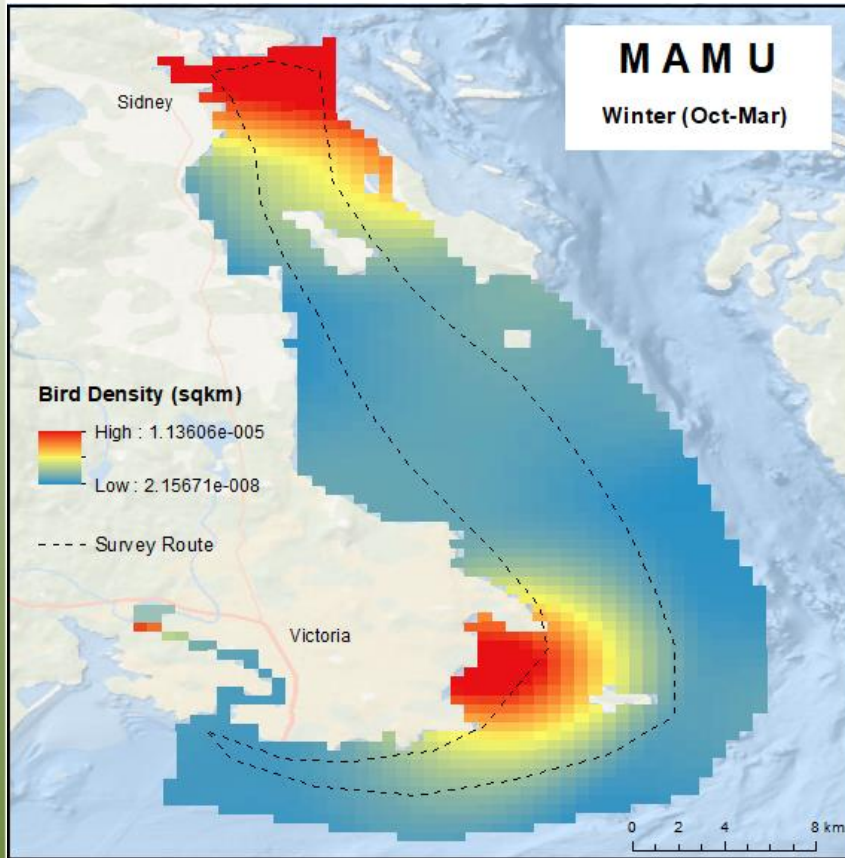 M A M U
Winter (Oct-Mar)
Sidney
Bird Density (sqkm)
High : 1.13606e-005
Low : 2.15671e-008
Survey Route
Victoria
0 2 4 8 km